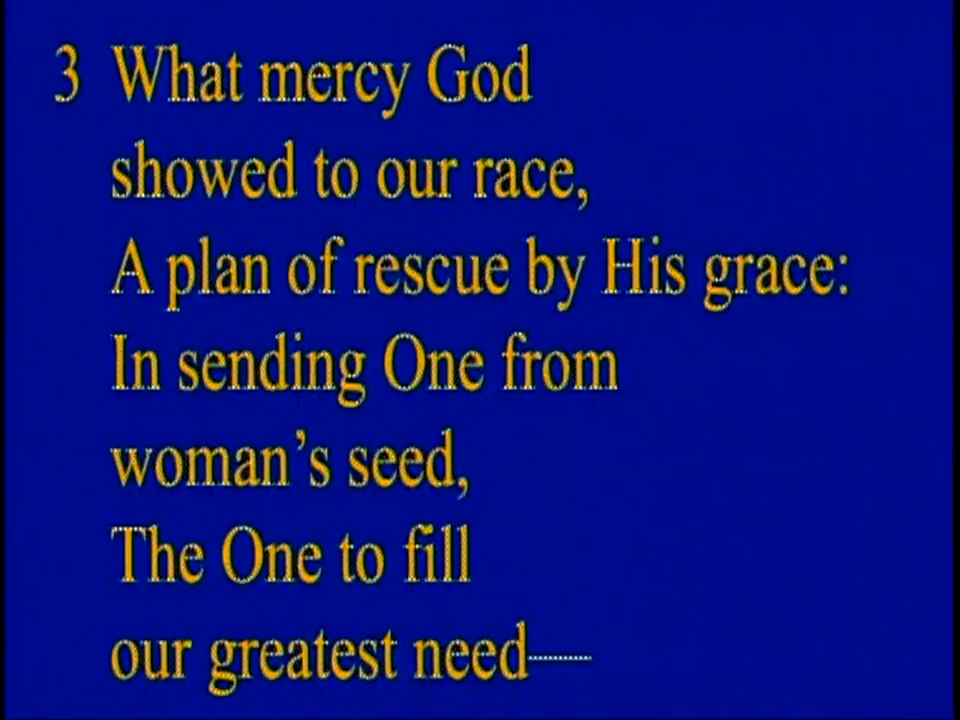 3 What mercy God
showed to our race,
A plan of rescue by His grace:
In sending One from
woman’s seed,
The One to fill
our greatest need—